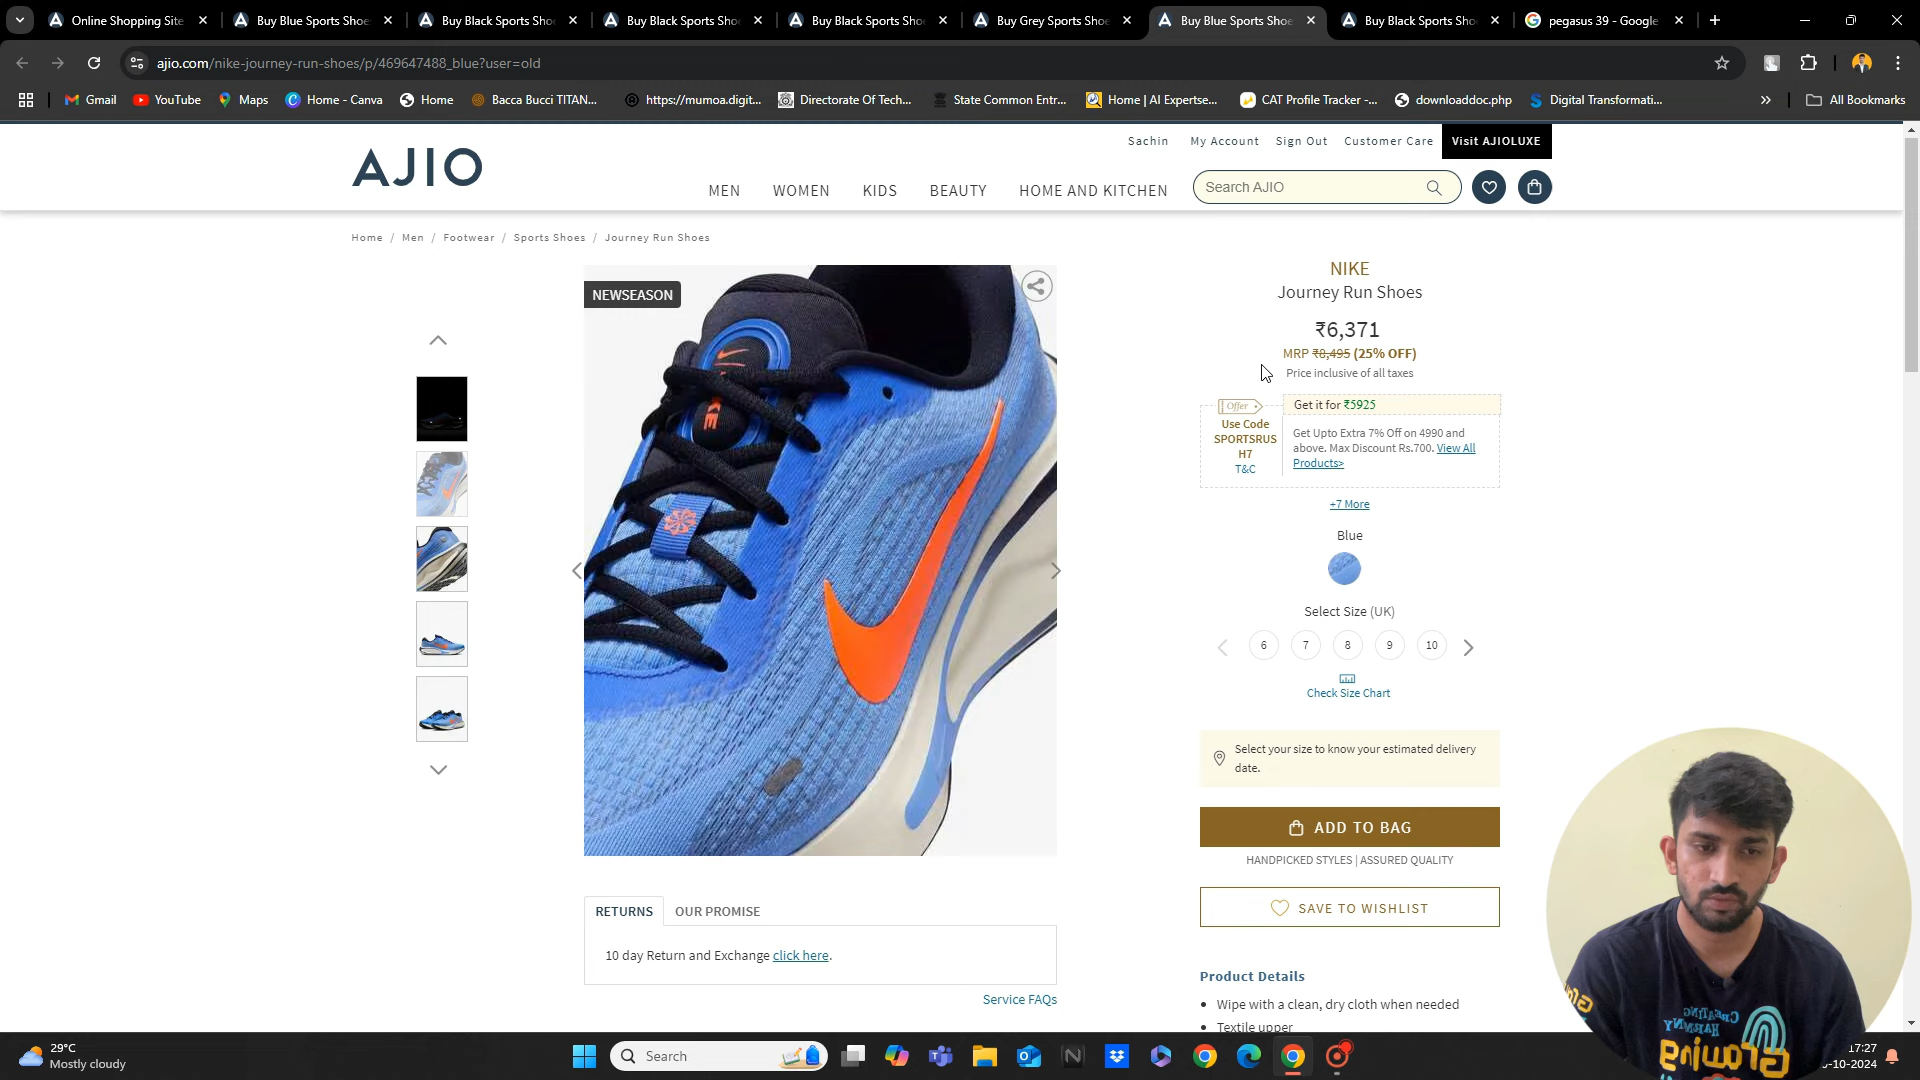 Online Shopping Site
Buy Blue Sports Shoe
Buy Black Sports Sho
Buy Black Sports Sho
Buy Black Sports Sho
Buy Grey Sports Shoe
Buy Blue Sports Shoe
Buy Black Sports Sho
pegasus 39 - Google
ajio.com/nike-journey-run-shoes/p/469647488_blue?user=old
Gmail
YouTube
Maps
Home - Canva
Home
Bacca Bucci TITAN...
https://mumoa.digit...
Directorate Of Tech...
State Common Entr...
Home | AI Expertse...
CAT Profile Tracker -...
downloaddoc.php
Digital Transformati...
All Bookmarks
Sachin
My Account
Sign Out
Customer Care
Visit AJIOLUXE
AJIO
MEN
WOMEN
KIDS
BEAUTY
HOME AND KITCHEN
Search AJIO
Home / Men / Footwear / Sports Shoes / Journey Run Shoes
NEWSEASON
NIKE
Journey Run Shoes
₹6,371
MRP ₹8,495 (25% OFF)
Price inclusive of all taxes
Offer
Use Code
SPORTSRUS
H7
T&C
Get it for ₹5925
Get Upto Extra 7% Off on 4990 and
above. Max Discount Rs.700. View All
Products>
+7 More
Blue
Select Size (UK)
6
7
8
9
10
Check Size Chart
Select your size to know your estimated delivery
date.
ADD TO BAG
HANDPICKED STYLES | ASSURED QUALITY
SAVE TO WISHLIST
RETURNS
OUR PROMISE
10 day Return and Exchange click here.
Service FAQs
Product Details
Wipe with a clean, dry cloth when needed
Textile upper
29°C
Mostly cloudy
Search
17:27
-10-2024